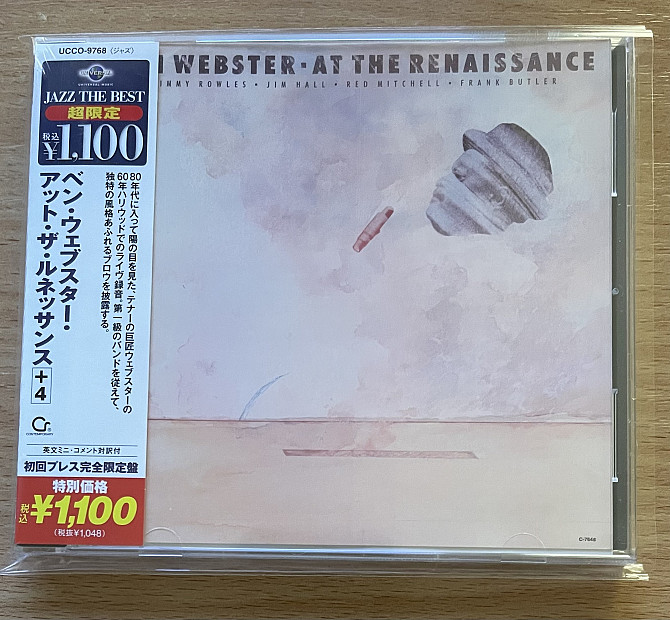 UCCO-9768 〈ジャズ〉
UNIVERSAL
UNIVERSAL MUSIC
JAZZ THE BEST
超限定
税込 ¥1,100
ベン・ウェブスター・
アット・ザ・ルネッサンス+4
80年代に入って陽の目を見た、テナーの巨匠ウェブスターの
60年ハリウッドでのライヴ録音。第一級のバンドを従えて、
独特の風格あふれるブロウを披露する。
Cr
CONTEMPORARY
英文ミニ・コメント対訳付
初回プレス完全限定盤
特別価格
税込 ¥1,100
(税抜¥1,048)
WEBSTER·AT THE RENAISSANCE
IMMY ROWLES • JIM HALL • RED MITCHELL • FRANK BUTLER
C-7646